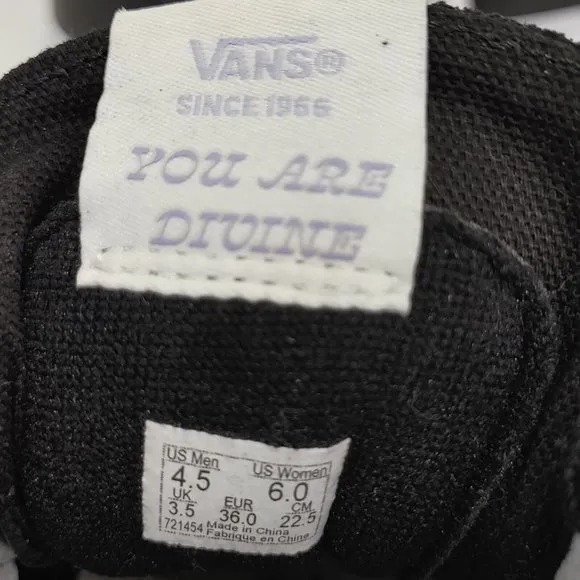 VANS®
SINCE 1966
YOU ARE
DIVINE
US Men US Women
4.5 6.0
UK EUR CM
3.5 36.0 22.5
721454 Made in China
Fabrique en Chine